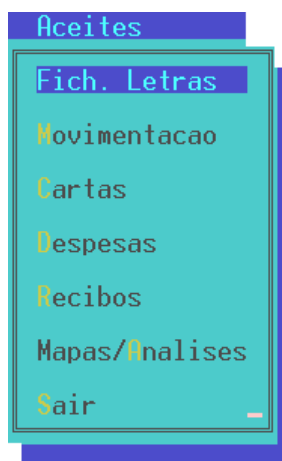 Aceites
Fich. Letras
Movimentacao
Cartas
Despesas
Recibos
Mapas/Analises
Sair